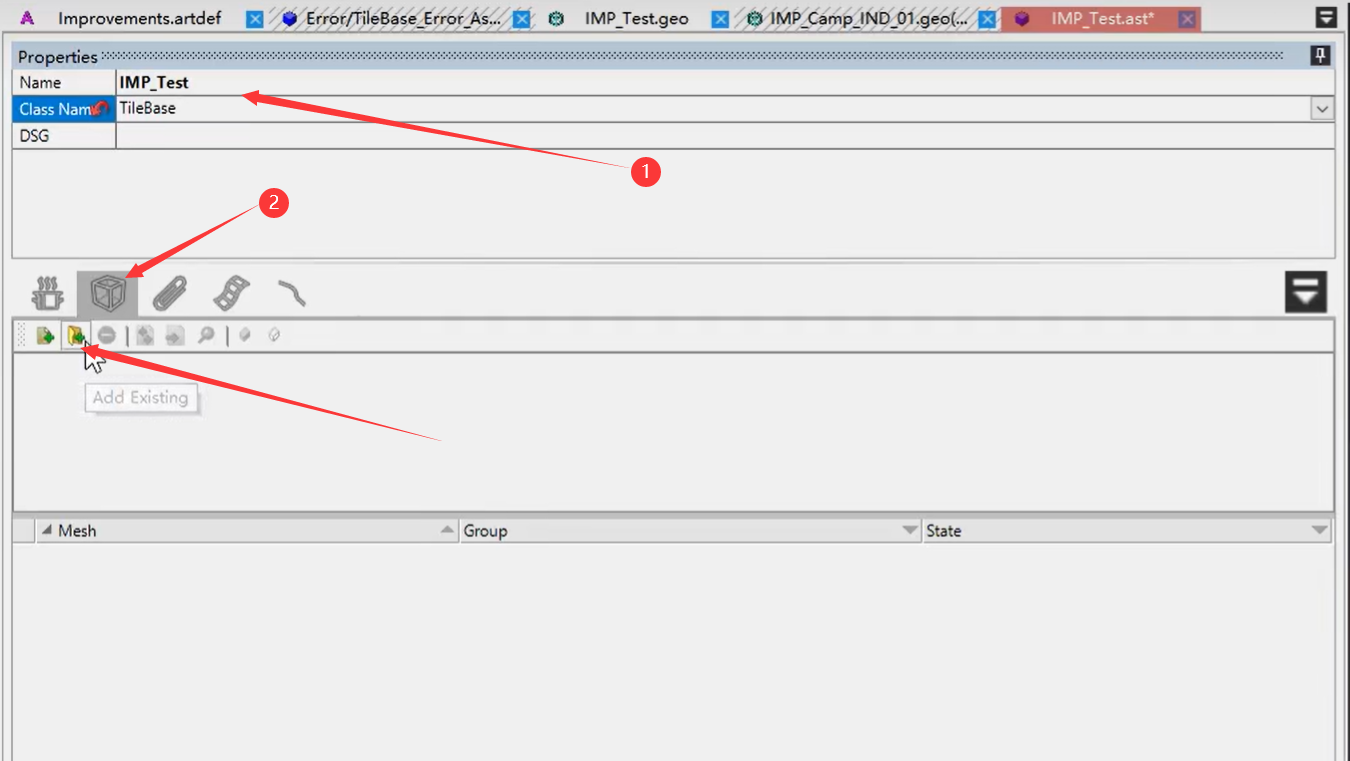 Improvements.artdef Error/TileBase_Error_As... IMP_Test.geo IMP_Camp_IND_01.geo(... IMP_Test.ast*
Properties
Name IMP_Test
1
Class Nam TileBase
DSG
2
Add Existing
Mesh Group State